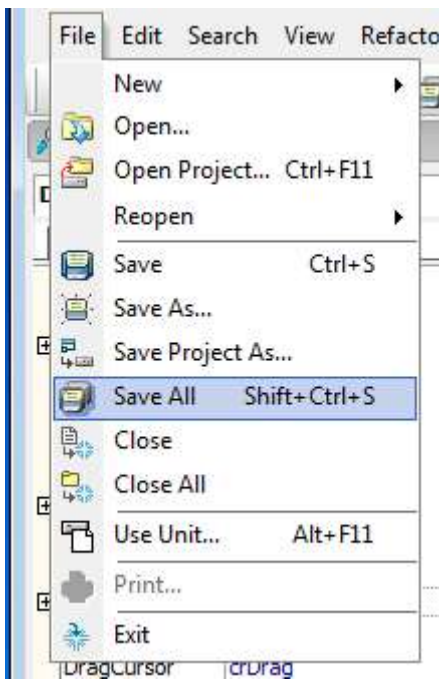 File Edit Search View Refacto
New
Open...
Open Project... Ctrl+F11
Reopen
Save Ctrl+S
Save As...
Save Project As...
Save All Shift+Ctrl+S
Close
Close All
Use Unit... Alt+F11
Print...
Exit
DragCursor crDrag